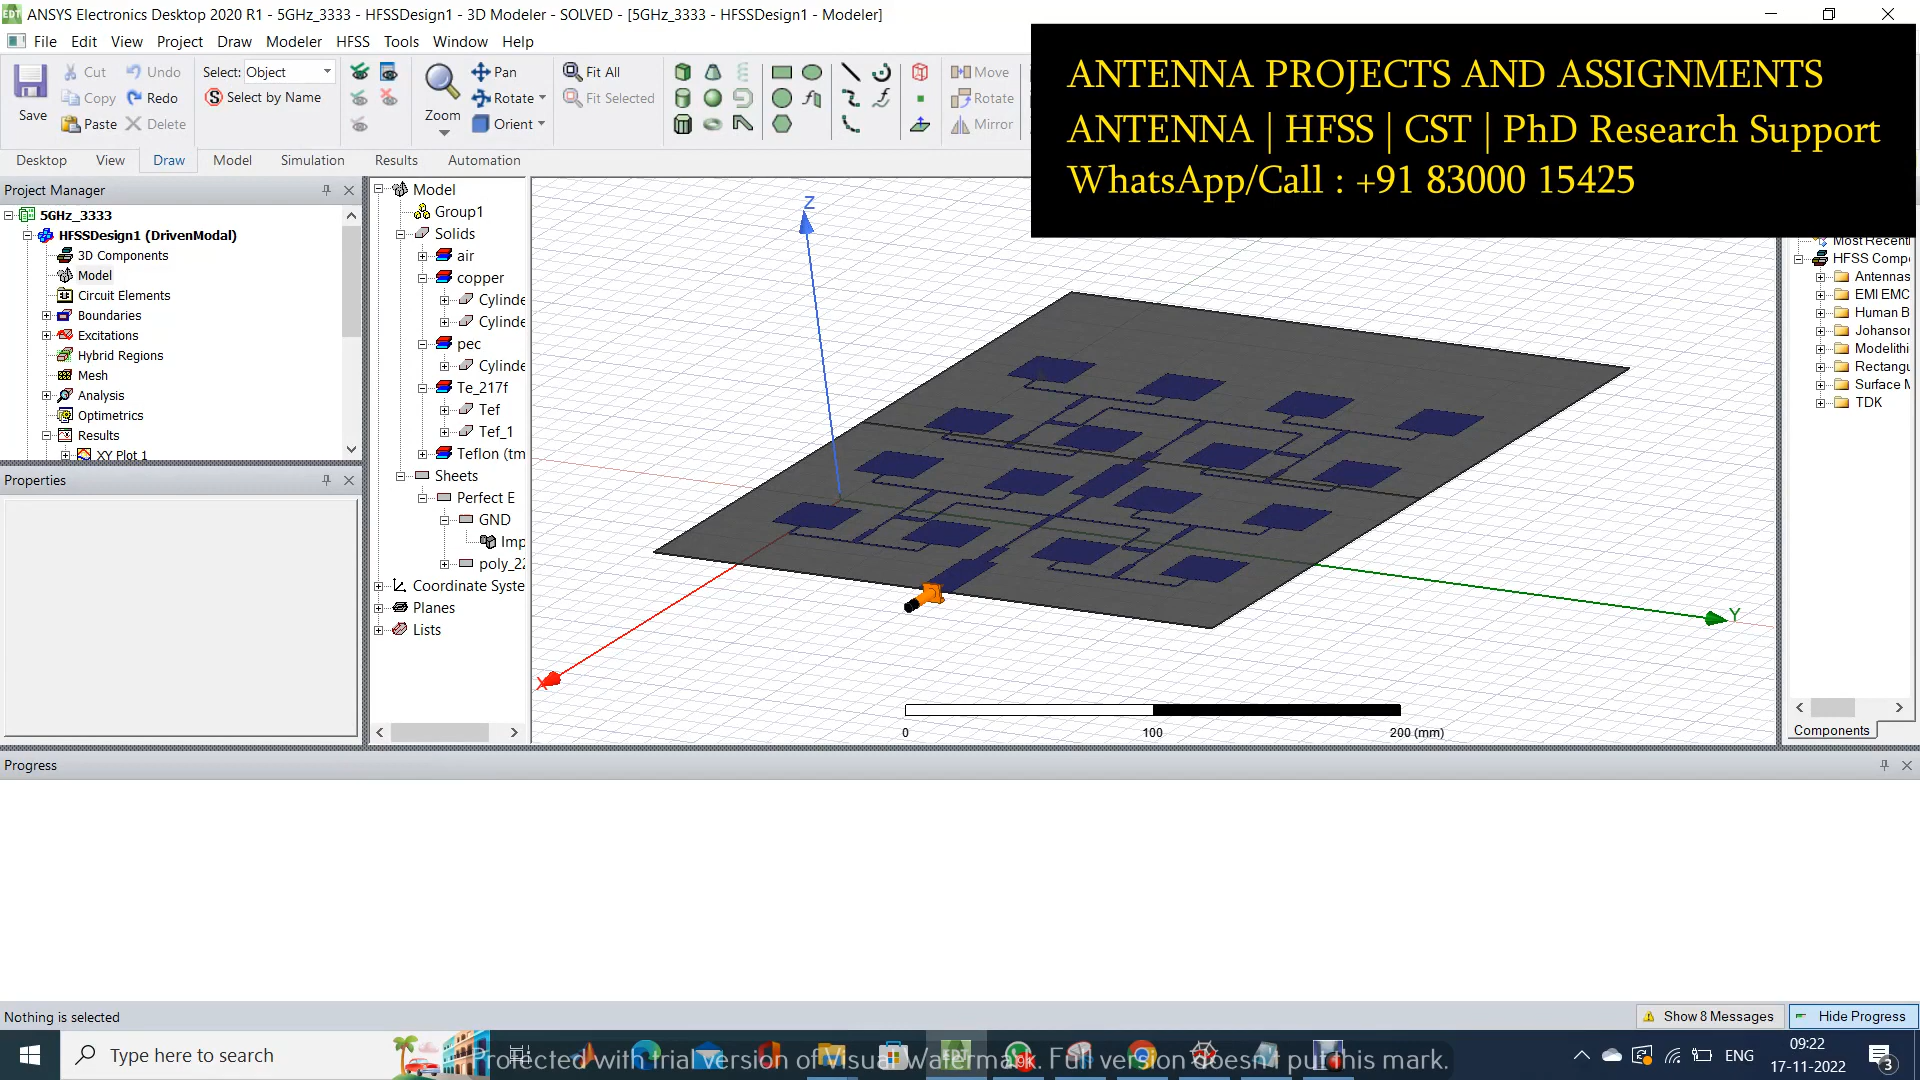 ANSYS Electronics Desktop 2020 R1 - 5GHz_3333 - HFSSDesign1 - 3D Modeler - SOLVED - [5GHz_3333 - HFSSDesign1 - Modeler]
File Edit View Project Draw Modeler HFSS Tools Window Help
ANTENNA PROJECTS AND ASSIGNMENTS
ANTENNA | HFSS | CST | PhD Research Support
WhatsApp/Call : +91 83000 15425
Save
Cut Undo
Copy Redo
Paste Delete
Select: Object
Select by Name
Zoom
Pan
Rotate
Orient
Fit All
Fit Selected
Move
Rotate
Mirror
Desktop View Draw Model Simulation Results Automation
Project Manager
5GHz_3333
HFSSDesign1 (DrivenModal)
3D Components
Model
Circuit Elements
Boundaries
Excitations
Hybrid Regions
Mesh
Analysis
Optimetrics
Results
XY Plot 1
Properties
Model
Group1
Solids
air
copper
Cylinde
Cylinde
pec
Cylinde
Te_217f
Tef
Tef_1
Teflon (tm
Sheets
Perfect E
GND
Imp
poly_22
Coordinate Syste
Planes
Lists
Z
Y
X
0 100 200 (mm)
Most Recent
HFSS Compo
Antennas
EMI EMC
Human B
Johanso
Modelithi
Rectangu
Surface M
TDK
Components
Progress
Nothing is selected
Show 8 Messages
Hide Progress
Type here to search
Protected with trial version of Visual Watermark. Full version doesn't put this mark.
ENG
09:22
17-11-2022
3